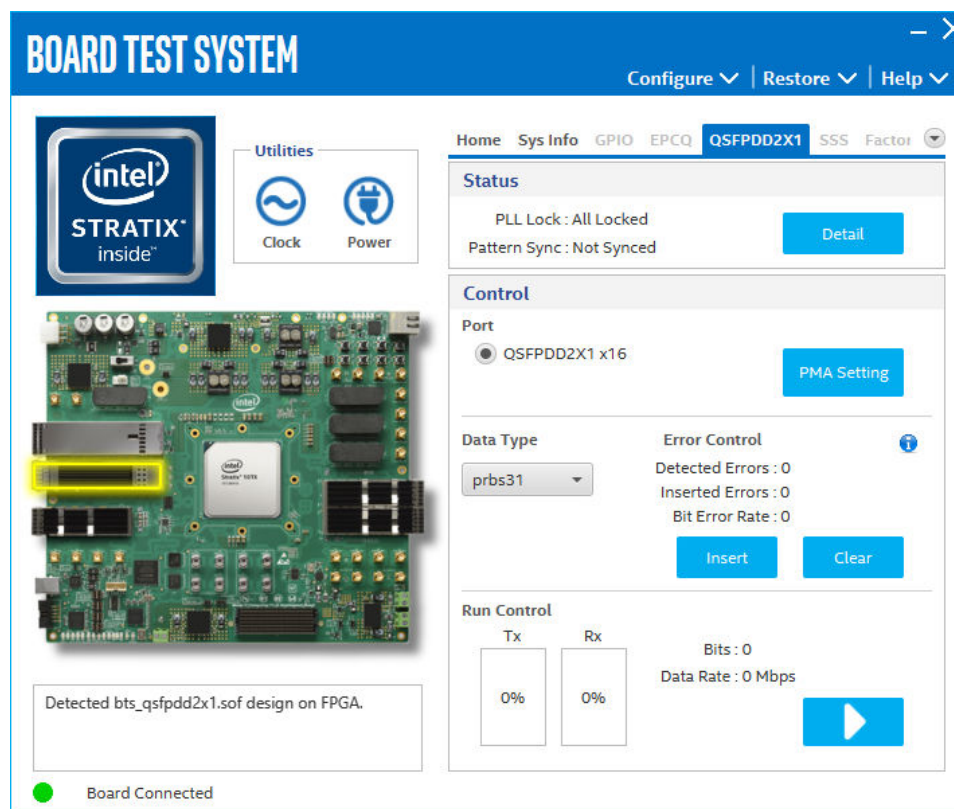 BOARD TEST SYSTEM
Configure
Restore
Help
intel
STRATIX
inside™
Utilities
Clock
Power
Home
Sys Info
GPIO
EPCQ
QSFPDD2X1
SSS
Factor
Status
PLL Lock : All Locked
Pattern Sync : Not Synced
Detail
Control
Port
QSFPDD2X1 x16
PMA Setting
Data Type
prbs31
Error Control
Detected Errors : 0
Inserted Errors : 0
Bit Error Rate : 0
Insert
Clear
Run Control
Tx
Rx
0%
0%
Bits : 0
Data Rate : 0 Mbps
intel
intel
Detected bts_qsfpdd2x1.sof design on FPGA.
Board Connected